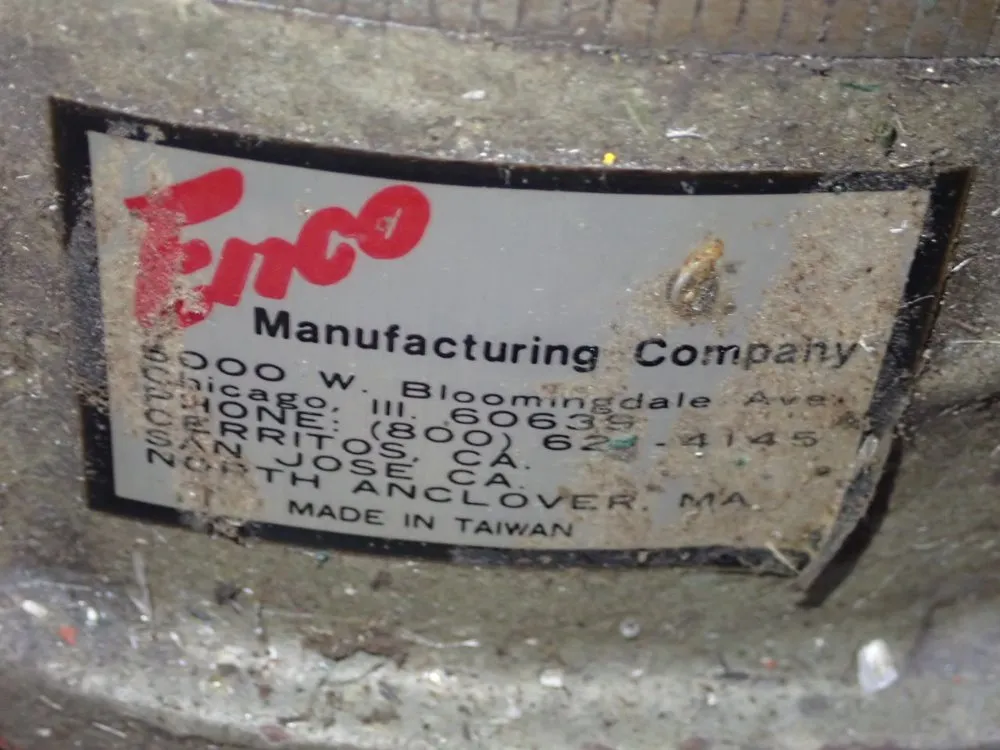 Enco
Manufacturing Company
5000 W. Bloomingdale Ave.
Chicago, Ill. 60639
PHONE: (800) 621-4145
CERRITOS, CA.
SAN JOSE, CA.
NORTH ANCLOVER, MA
MADE IN TAIWAN